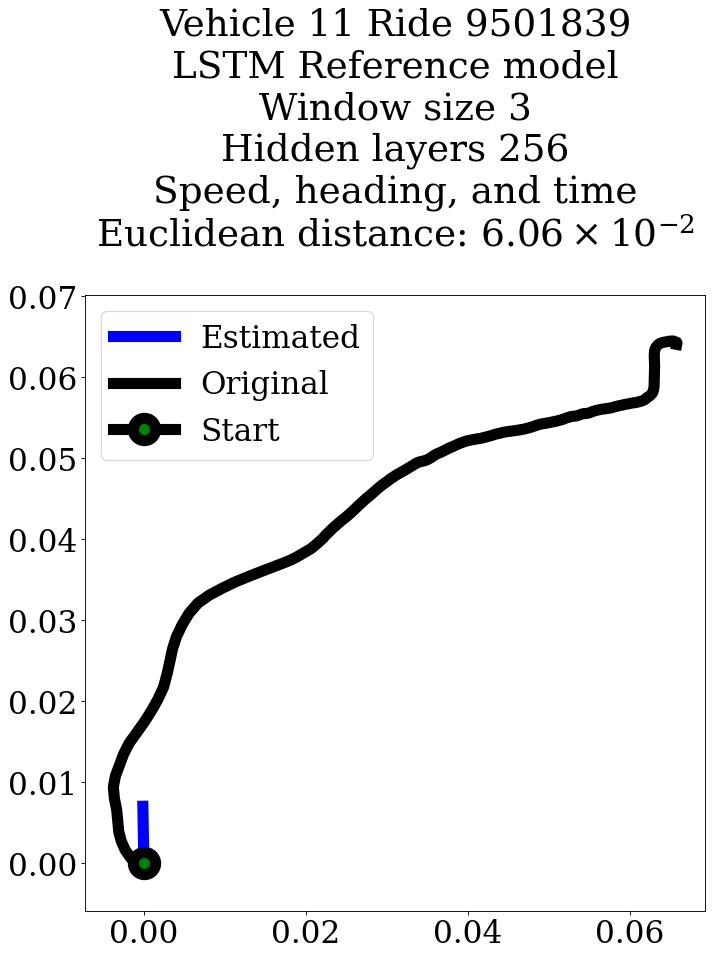 Vehicle 11 Ride 9501839
LSTM Reference model
Window size 3
Hidden layers 256
Speed, heading, and time
Euclidean distance: 6.06 × 10⁻²
0.07
0.06
0.05
0.04
0.03
0.02
0.01
0.00
Estimated
Original
Start
0.00 0.02 0.04 0.06